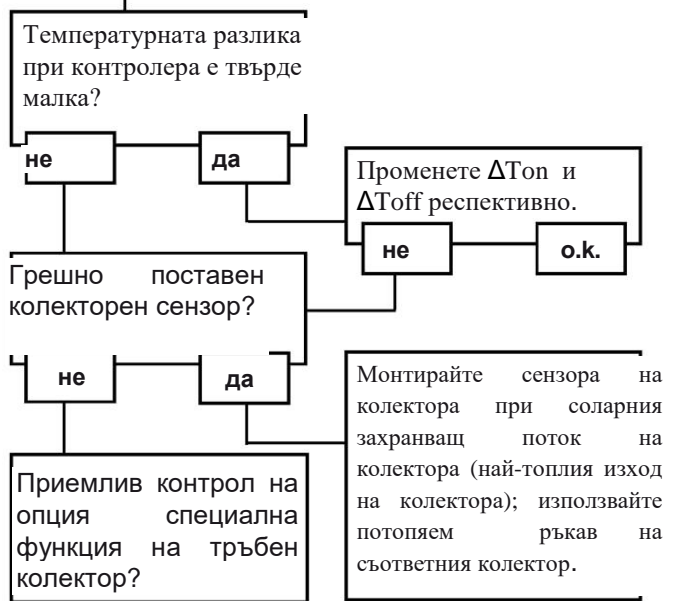 Температурната разлика
при контролера е твърде
малка?
не
да
Променете ΔTon и
ΔToff респективно.
не
o.k.
Грешно поставен
колекторен сензор?
не
да
Монтирайте сензора на
колектора при соларния
захранващ поток на
колектора (най-топлия изход
на колектора); използвайте
потопяем ръкав на
съответния колектор.
Приемлив контрол на
опция специална
функция на тръбен
колектор?